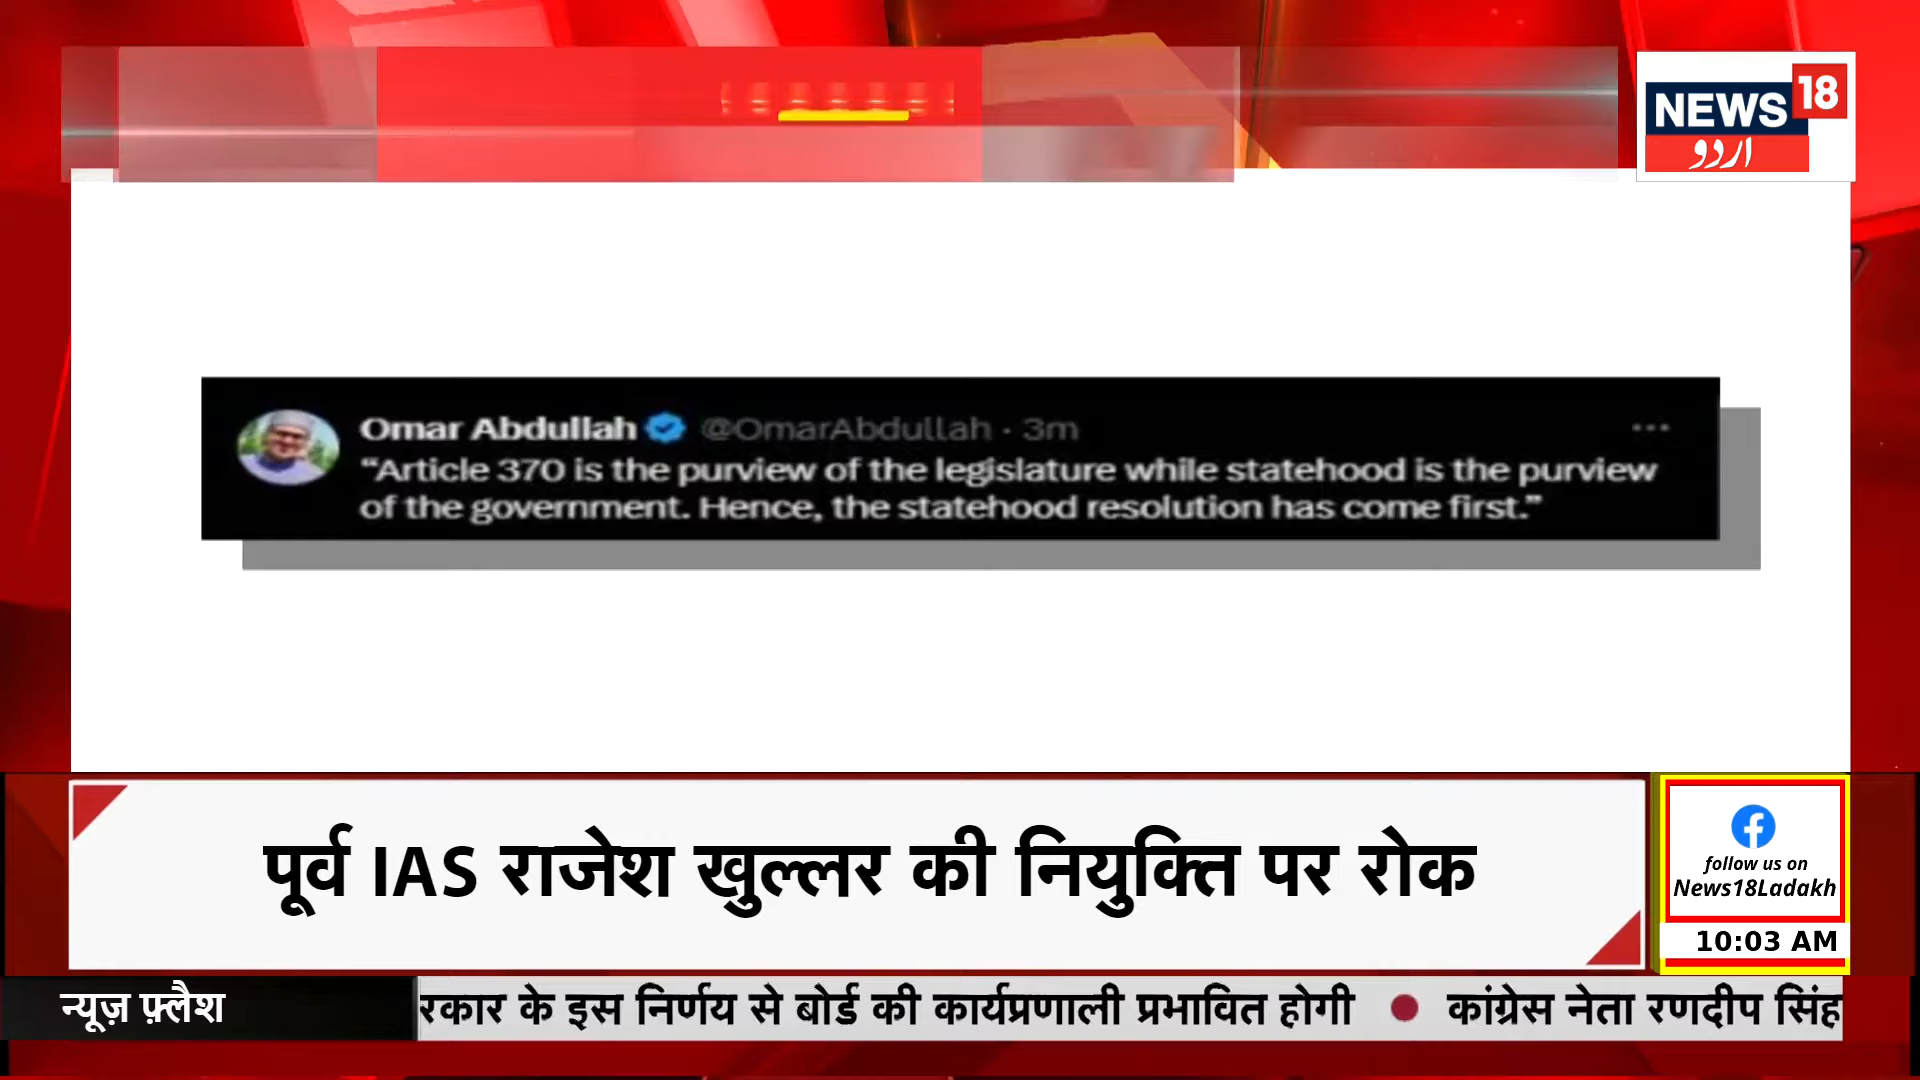 NEWS 18
اردو
Omar Abdullah @OmarAbdullah · 3m
“Article 370 is the purview of the legislature while statehood is the purview
of the government. Hence, the statehood resolution has come first.”
पूर्व IAS राजेश खुल्लर की नियुक्ति पर रोक
follow us on
News18Ladakh
10:03 AM
न्यूज़ फ़्लैश
रकार के इस निर्णय से बोर्ड की कार्यप्रणाली प्रभावित होगी ● कांग्रेस नेता रणदीप सिंह